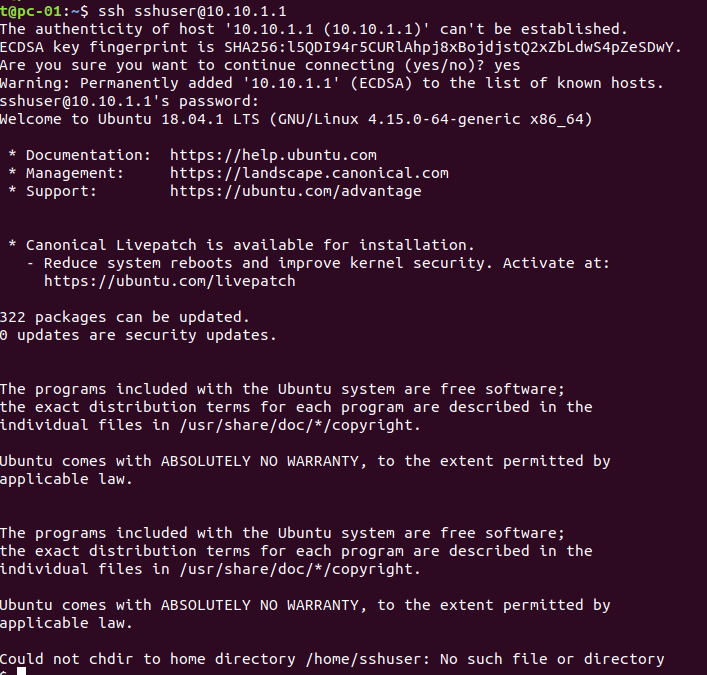 t@pc-01:~$ ssh sshuser@10.10.1.1
The authenticity of host '10.10.1.1 (10.10.1.1)' can't be established.
ECDSA key fingerprint is SHA256:l5QDI94r5CURlAhpj8xBojdjstQ2xZbLdwS4pZeSDwY.
Are you sure you want to continue connecting (yes/no)? yes
Warning: Permanently added '10.10.1.1' (ECDSA) to the list of known hosts.
sshuser@10.10.1.1's password:
Welcome to Ubuntu 18.04.1 LTS (GNU/Linux 4.15.0-64-generic x86_64)
* Documentation: https://help.ubuntu.com
* Management: https://landscape.canonical.com
* Support: https://ubuntu.com/advantage
* Canonical Livepatch is available for installation.
- Reduce system reboots and improve kernel security. Activate at:
https://ubuntu.com/livepatch
322 packages can be updated.
0 updates are security updates.
The programs included with the Ubuntu system are free software;
the exact distribution terms for each program are described in the
individual files in /usr/share/doc/*/copyright.
Ubuntu comes with ABSOLUTELY NO WARRANTY, to the extent permitted by
applicable law.
The programs included with the Ubuntu system are free software;
the exact distribution terms for each program are described in the
individual files in /usr/share/doc/*/copyright.
Ubuntu comes with ABSOLUTELY NO WARRANTY, to the extent permitted by
applicable law.
Could not chdir to home directory /home/sshuser: No such file or directory
$